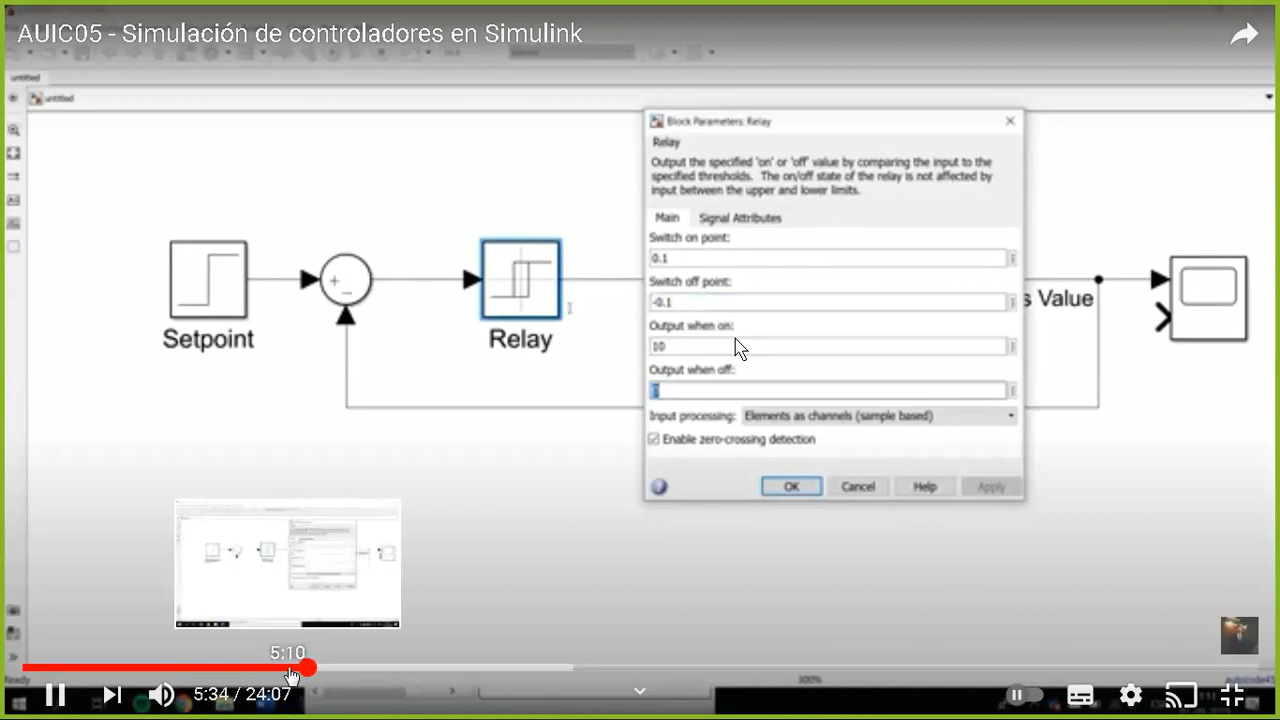 AUIC05 - Simulación de controladores en Simulink
untitled
untitled
Block Parameters: Relay
Relay
Output the specified 'on' or 'off' value by comparing the input to the
specified thresholds. The on/off state of the relay is not affected by
input between the upper and lower limits.
Main Signal Attributes
Switch on point:
0.1
Switch off point:
-0.1
Output when on:
10
Output when off:
Input processing: Elements as channels (sample based)
Enable zero-crossing detection
OK Cancel Help Apply
+
_
Setpoint
Relay
s Value
5:10
Ready
100%
5:34 / 24:07